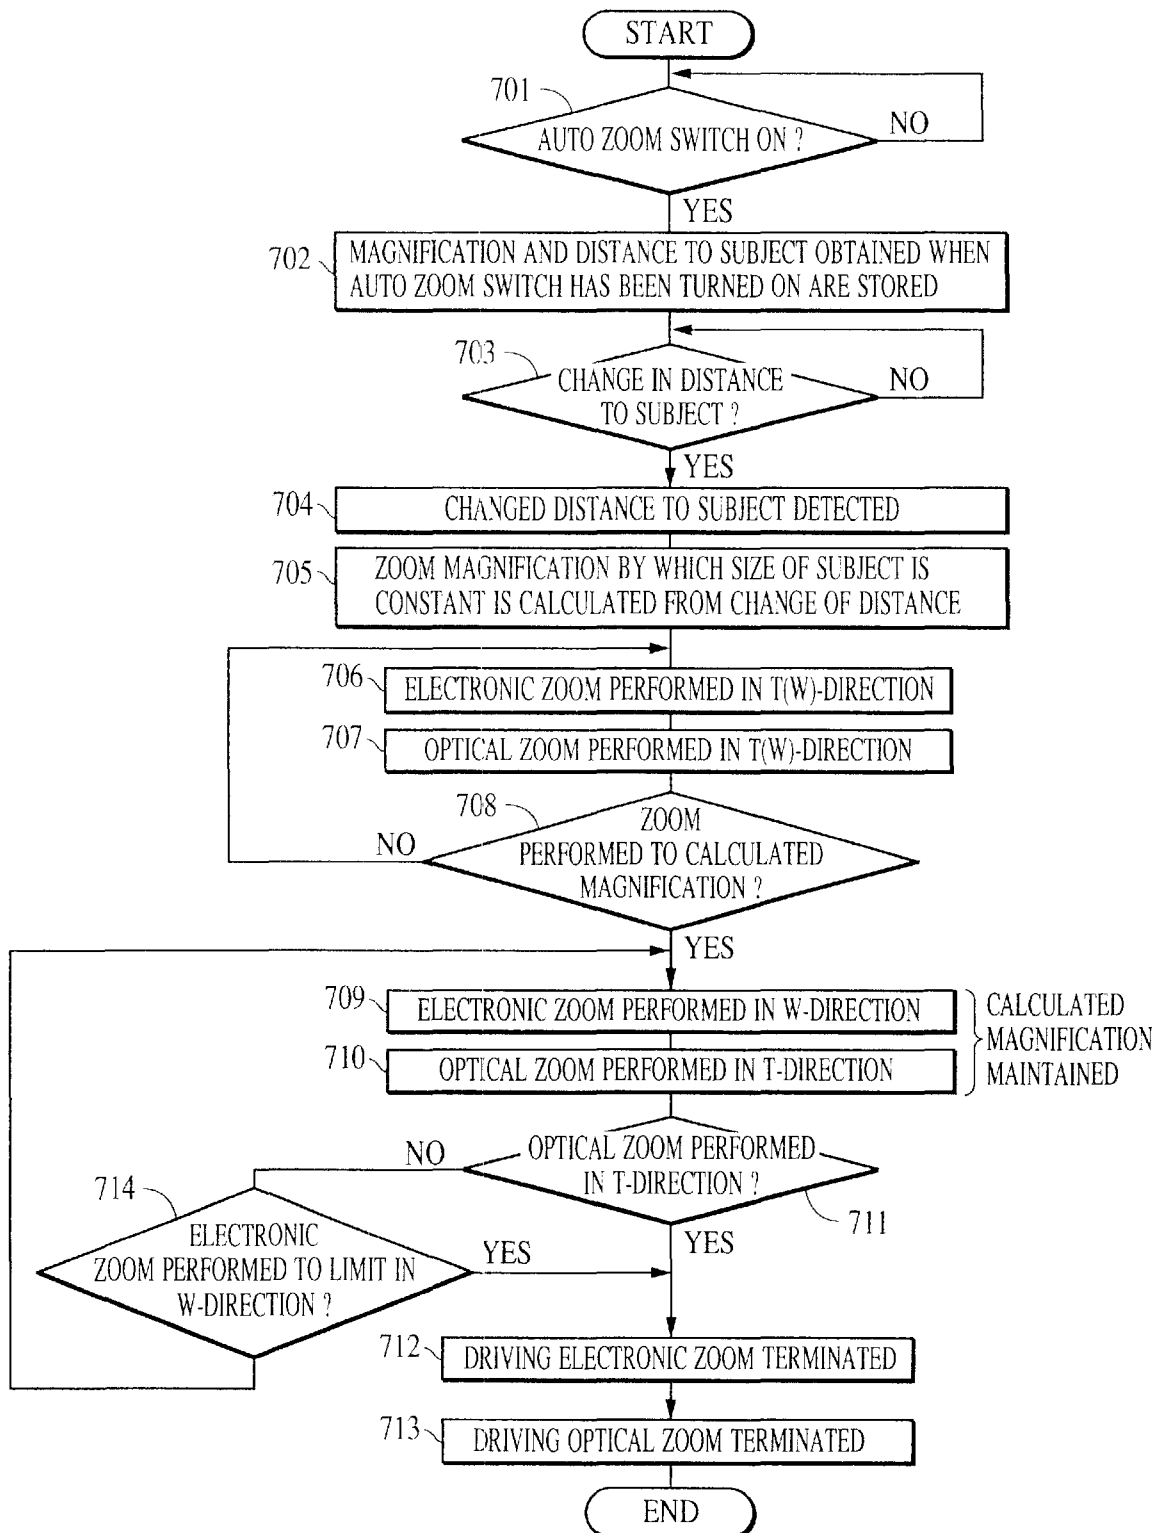 START
701
AUTO ZOOM SWITCH ON ?
NO
YES
702
MAGNIFICATION AND DISTANCE TO SUBJECT OBTAINED WHEN
AUTO ZOOM SWITCH HAS BEEN TURNED ON ARE STORED
703
CHANGE IN DISTANCE
TO SUBJECT ?
NO
YES
704
CHANGED DISTANCE TO SUBJECT DETECTED
705
ZOOM MAGNIFICATION BY WHICH SIZE OF SUBJECT IS
CONSTANT IS CALCULATED FROM CHANGE OF DISTANCE
706
ELECTRONIC ZOOM PERFORMED IN T(W)-DIRECTION
707
OPTICAL ZOOM PERFORMED IN T(W)-DIRECTION
708
ZOOM
PERFORMED TO CALCULATED
MAGNIFICATION ?
NO
YES
709
ELECTRONIC ZOOM PERFORMED IN W-DIRECTION
710
OPTICAL ZOOM PERFORMED IN T-DIRECTION
CALCULATED
MAGNIFICATION
MAINTAINED
OPTICAL ZOOM PERFORMED
IN T-DIRECTION ?
711
NO
YES
714
ELECTRONIC
ZOOM PERFORMED TO LIMIT IN
W-DIRECTION ?
YES
712
DRIVING ELECTRONIC ZOOM TERMINATED
713
DRIVING OPTICAL ZOOM TERMINATED
END